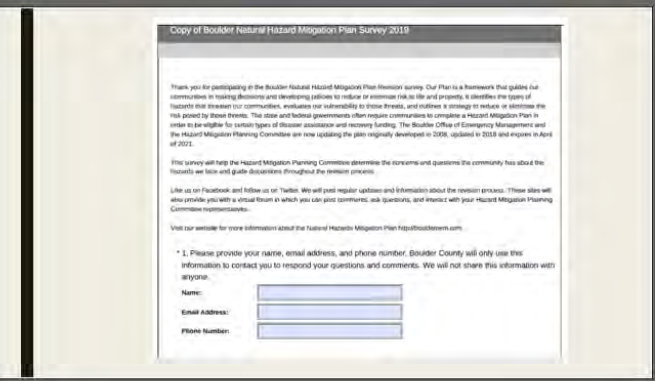 Copy of Boulder Natural Hazard Mitigation Plan Survey 2019
Thank you for participating in the Boulder Natural Hazard Mitigation Plan Revision survey. Our Plan is a framework that guides our
communities in making decisions and developing policies to reduce or eliminate risk to life and property. It identifies the types of
hazards that threaten our communities, evaluates our vulnerability to those threats, and outlines a strategy to reduce or eliminate the
risk posed by those threats. The state and federal governments often require communities to complete a Hazard Mitigation Plan in
order to be eligible for certain types of disaster assistance and recovery funding. The Boulder Office of Emergency Management and
the Hazard Mitigation Planning Committee are now updating the plan originally developed in 2008, updated in 2016 and expires in April
of 2021.
This survey will help the Hazard Mitigation Planning Committee determine the concerns and questions the community has about the
hazards we face and guide discussions throughout the revision process.
Like us on Facebook and follow us on Twitter. We will post regular updates and information about the revision process. These sites will
also provide you with a virtual forum in which you can post comments, ask questions, and interact with your Hazard Mitigation Planning
Committee representatives.
Visit our website for more information about the Natural Hazards Mitigation Plan http://boulderoem.com
* 1. Please provide your name, email address, and phone number. Boulder County will only use this
information to contact you to respond your questions and comments. We will not share this information with
anyone.
Name:
Email Address:
Phone Number: